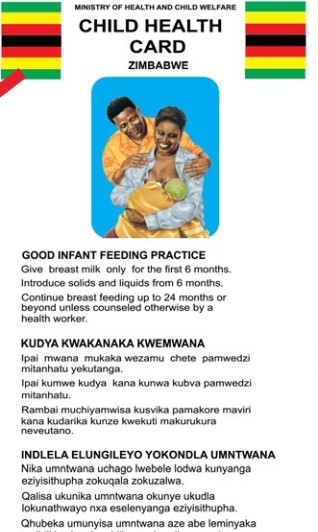 MINISTRY OF HEALTH AND CHILD WELFARE
CHILD HEALTH
CARD
ZIMBABWE
GOOD INFANT FEEDING PRACTICE
Give breast milk only for the first 6 months.
Introduce solids and liquids from 6 months.
Continue breast feeding up to 24 months or
beyond unless counseled otherwise by a
health worker.
KUDYA KWAKANAKA KWEMWANA
Ipai mwana mukaka wezamu chete pamwedzi
mitanhatu yekutanga.
Ipai kumwe kudya kana kunwa kubva pamwedzi
mitanhatu.
Rambai muchiyamwisa kusvika pamakore maviri
kana kudarika kunze kwekuti makurukura
neveutano.
INDLELA ELUNGILEYO YOKONDLA UMNTWANA
Nika umntwana uchago lwebele lodwa kunyanga
eziyisithupha zokuqala zokuzalwa.
Qalisa ukunika umntwana okunye ukudla
lokunathwayo nxa eselenyanga eziyisithupha.
Qhubeka umunyisa umntwana aze abe leminyaka